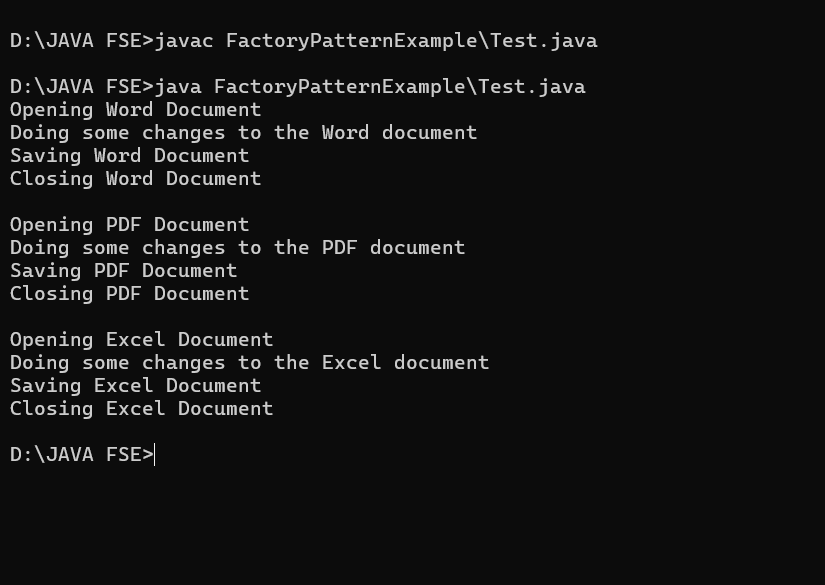 D:\JAVA FSE>javac FactoryPatternExample\Test.java
D:\JAVA FSE>java FactoryPatternExample\Test.java
Opening Word Document
Doing some changes to the Word document
Saving Word Document
Closing Word Document
Opening PDF Document
Doing some changes to the PDF document
Saving PDF Document
Closing PDF Document
Opening Excel Document
Doing some changes to the Excel document
Saving Excel Document
Closing Excel Document
D:\JAVA FSE>